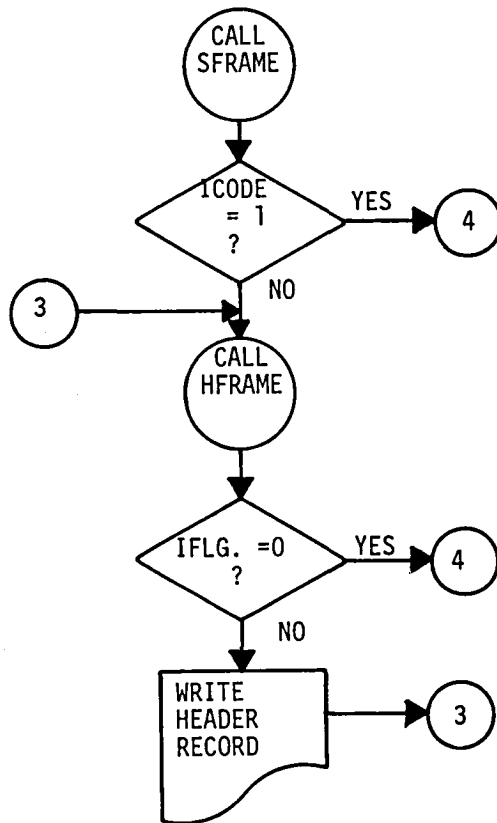 CALL
SFRAME
ICODE
= 1
?
YES
4
NO
3
CALL
HFRAME
IFLG. =0
?
YES
4
NO
WRITE
HEADER
RECORD
3